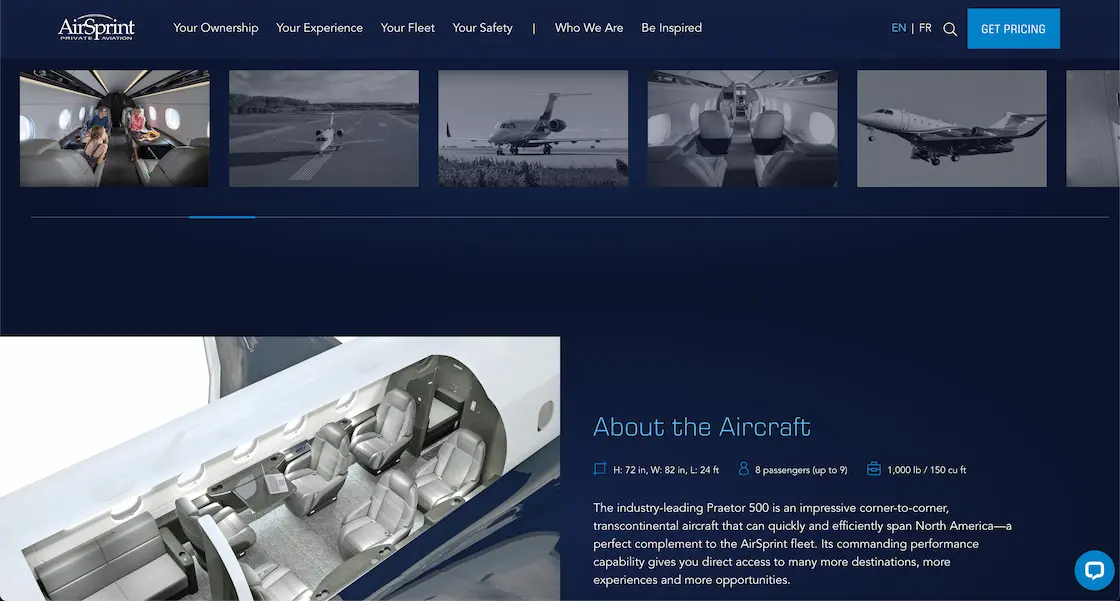 AirSprint
PRIVATE AVIATION
Your Ownership Your Experience Your Fleet Your Safety | Who We Are Be Inspired
EN | FR
GET PRICING
About the Aircraft
H: 72 in, W: 82 in, L: 24 ft 8 passengers (up to 9) 1,000 lb / 150 cu ft
The industry-leading Praetor 500 is an impressive corner-to-corner,
transcontinental aircraft that can quickly and efficiently span North America—a
perfect complement to the AirSprint fleet. Its commanding performance
capability gives you direct access to many more destinations, more
experiences and more opportunities.